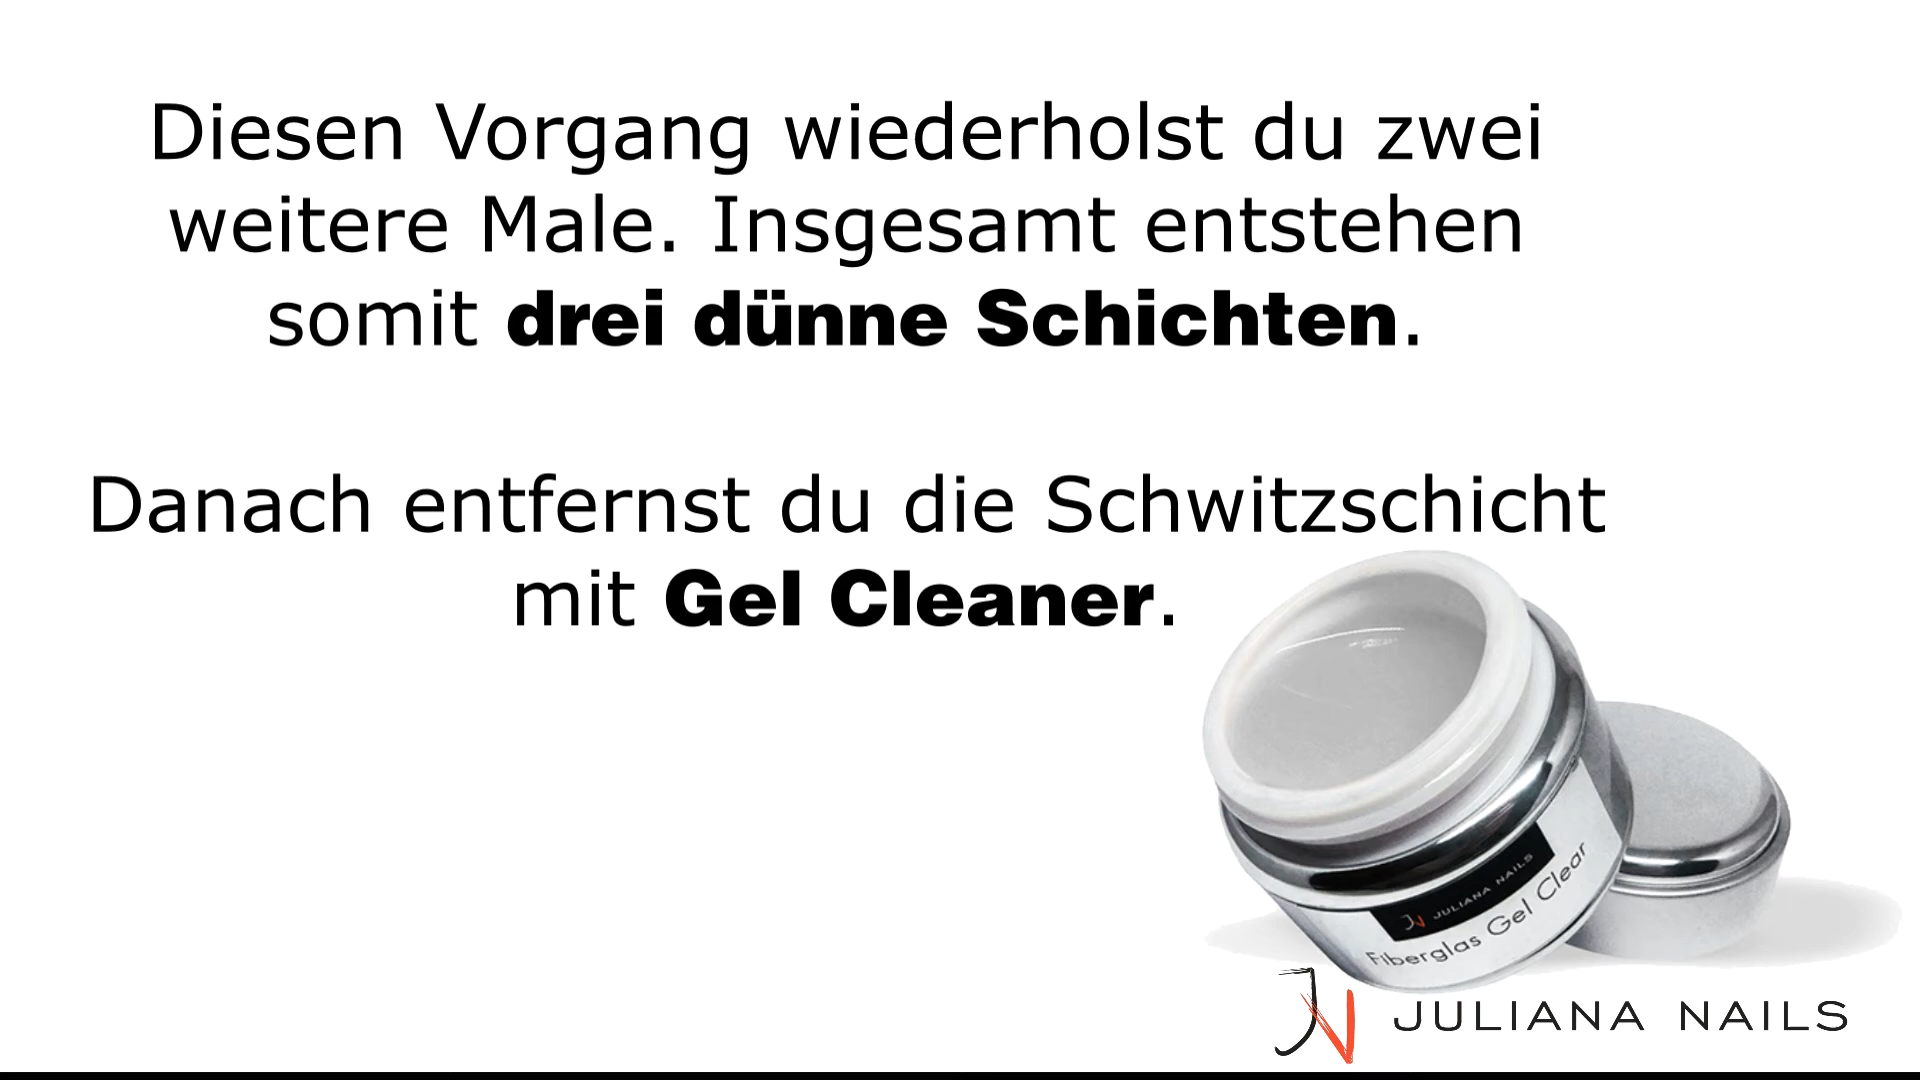 Diesen Vorgang wiederholst du zwei
weitere Male. Insgesamt entstehen
somit drei dünne Schichten.
Danach entfernst du die Schwitzschicht
mit Gel Cleaner.
JULIANA NAILS
Fiberglas Gel Clear
JULIANA NAILS